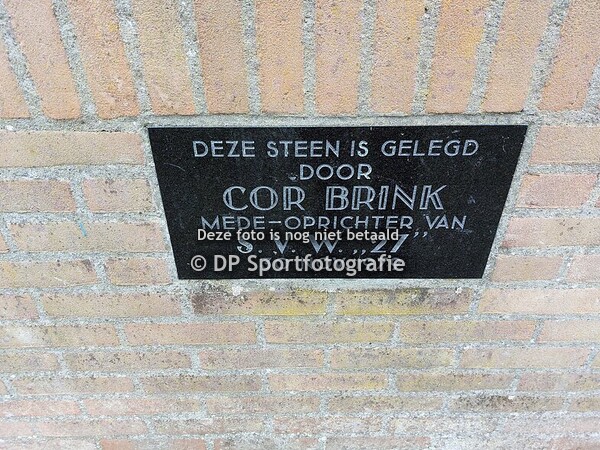 DEZE STEEN IS GELEGD
DOOR
COR BRINK
MEDE-OPRICHTER VAN
Deze foto is nog niet betaald
S.V.W. „27”
© DP Sportfotografie